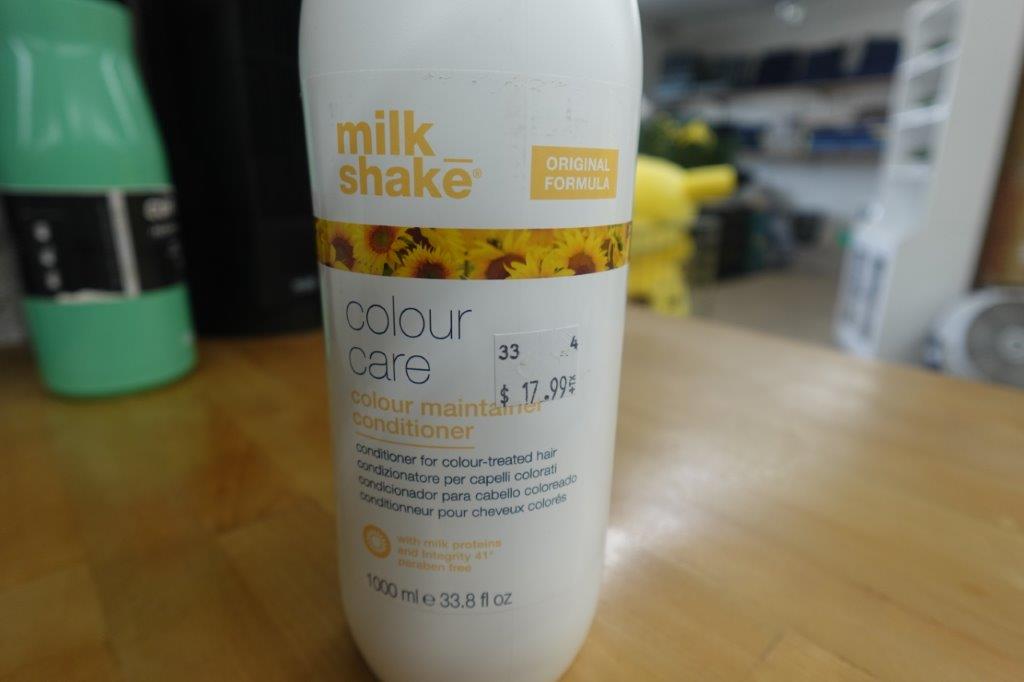 milk
shake®
ORIGINAL
FORMULA
colour
care
33 4
$ 17.99
colour maintainer
conditioner
conditioner for colour-treated hair
condizionatore per capelli colorati
condicionador para cabello coloreado
conditionneur pour cheveux colorés
with milk proteins
and Integrity 41®
paraben free
1000 ml e 33.8 fl oz